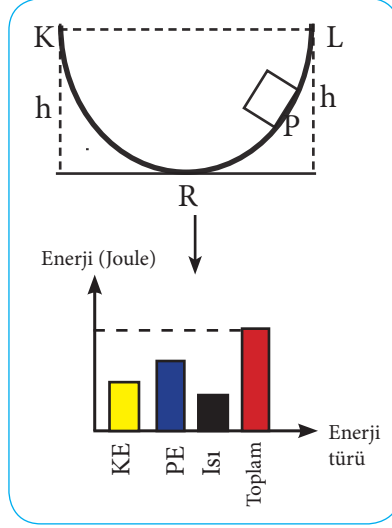 K L
h h
P
R
Enerji (Joule)
KE
PE
Isı
Toplam
Enerji
türü